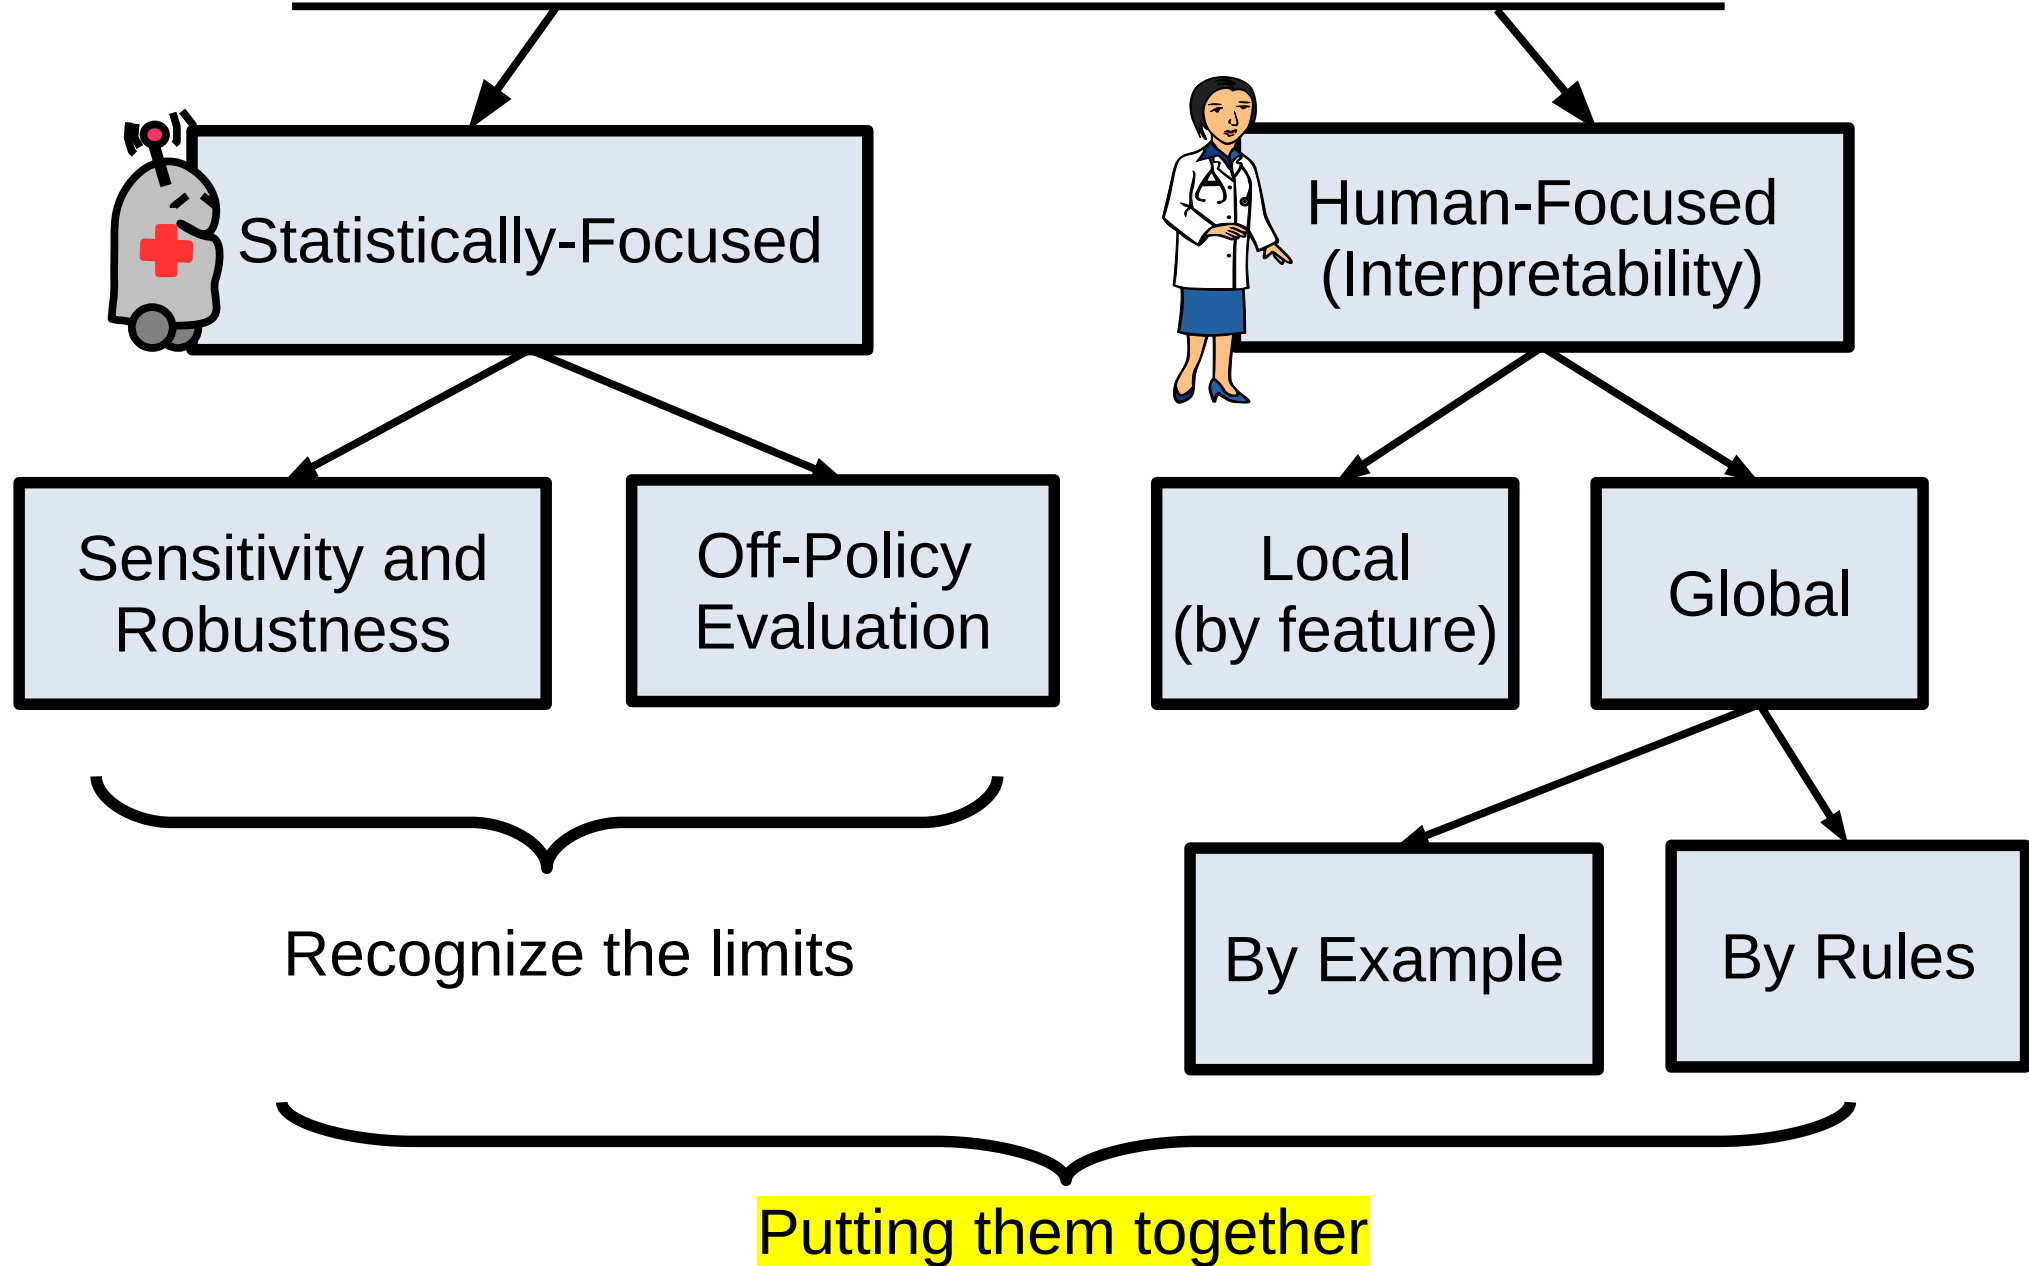 Statistically-Focused
Human-Focused
(Interpretability)
Sensitivity and
Robustness
Off-Policy
Evaluation
Local
(by feature)
Global
Recognize the limits
By Example
By Rules
Putting them together